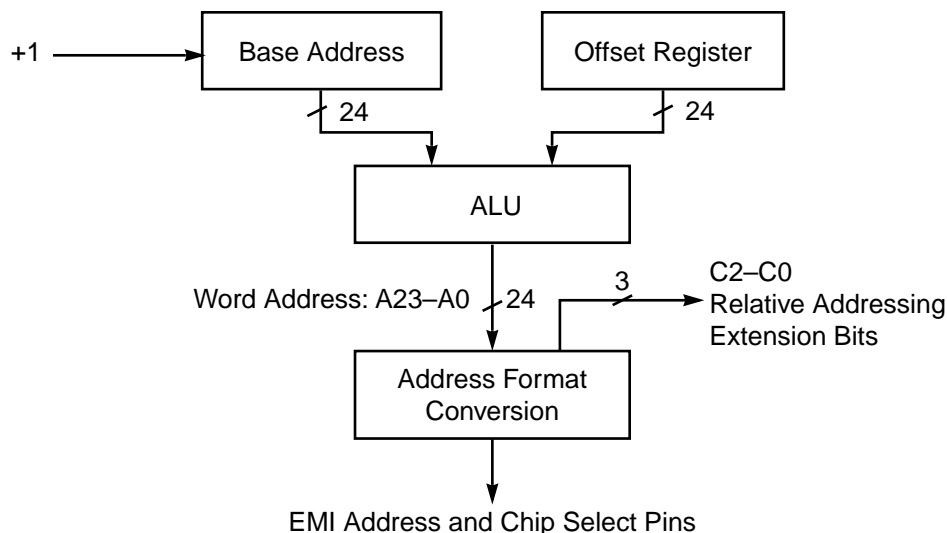 +1
Base Address
Offset Register
24
24
ALU
Word Address: A23–A0
24
3
C2–C0
Relative Addressing
Extension Bits
Address Format
Conversion
EMI Address and Chip Select Pins